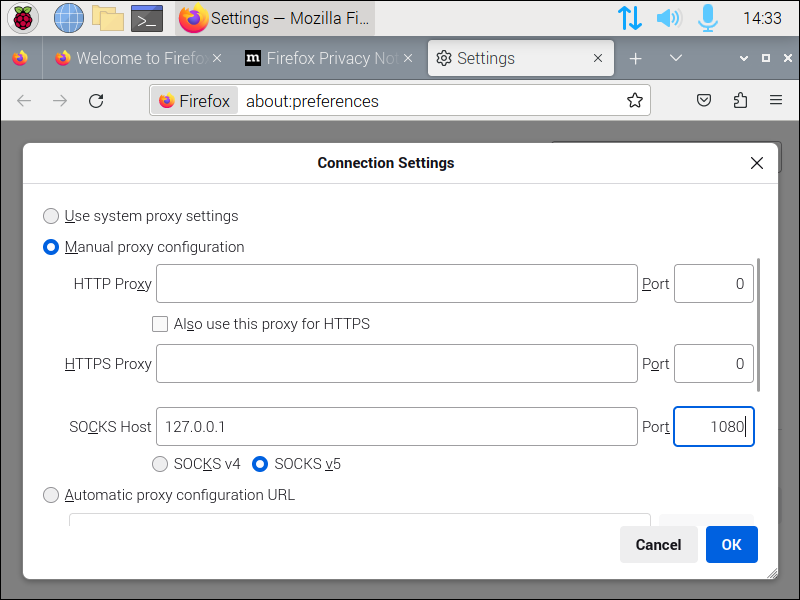 Settings — Mozilla Fi... 14:33
Welcome to Firefo Firefox Privacy Not Settings
Firefox about:preferences
Connection Settings
Use system proxy settings
Manual proxy configuration
HTTP Proxy Port 0
Also use this proxy for HTTPS
HTTPS Proxy Port 0
SOCKS Host 127.0.0.1 Port 1080
SOCKS v4 SOCKS v5
Automatic proxy configuration URL
Cancel OK